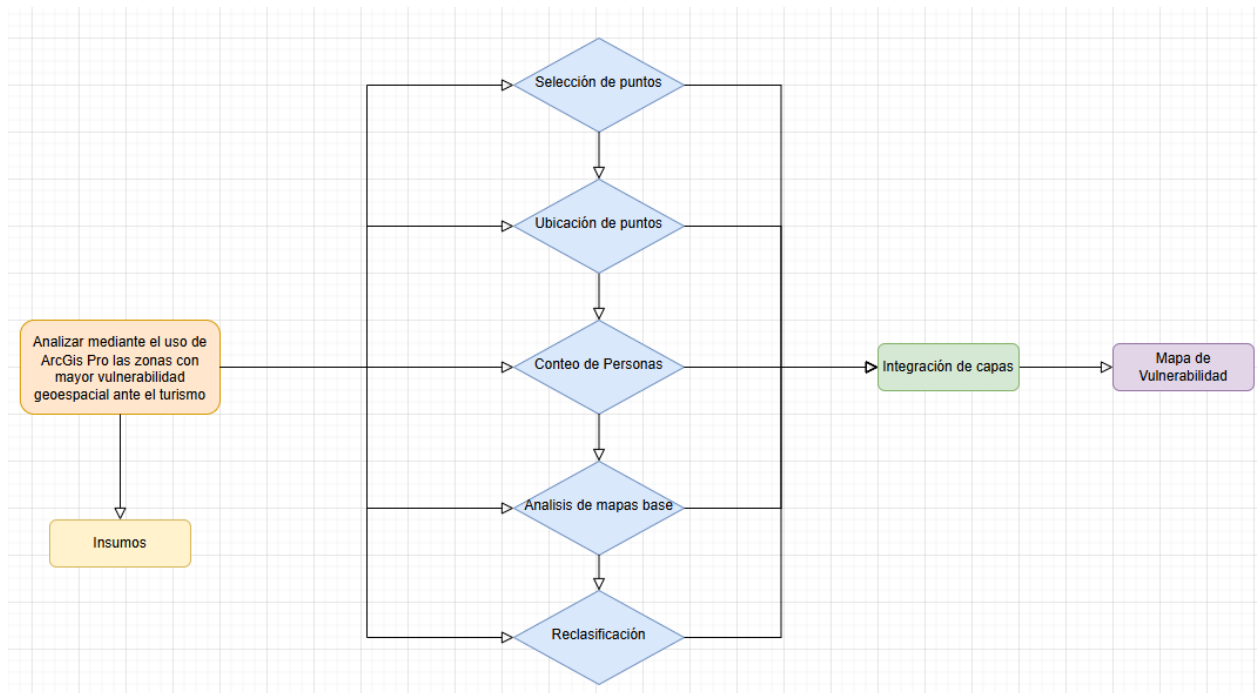 Selección de puntos
Ubicación de puntos
Analizar mediante el uso de
ArcGis Pro las zonas con
mayor vulnerabilidad
geoespacial ante el turismo
Conteo de Personas
Integración de capas
Mapa de
Vulnerabilidad
Analisis de mapas base
Insumos
Reclasificación